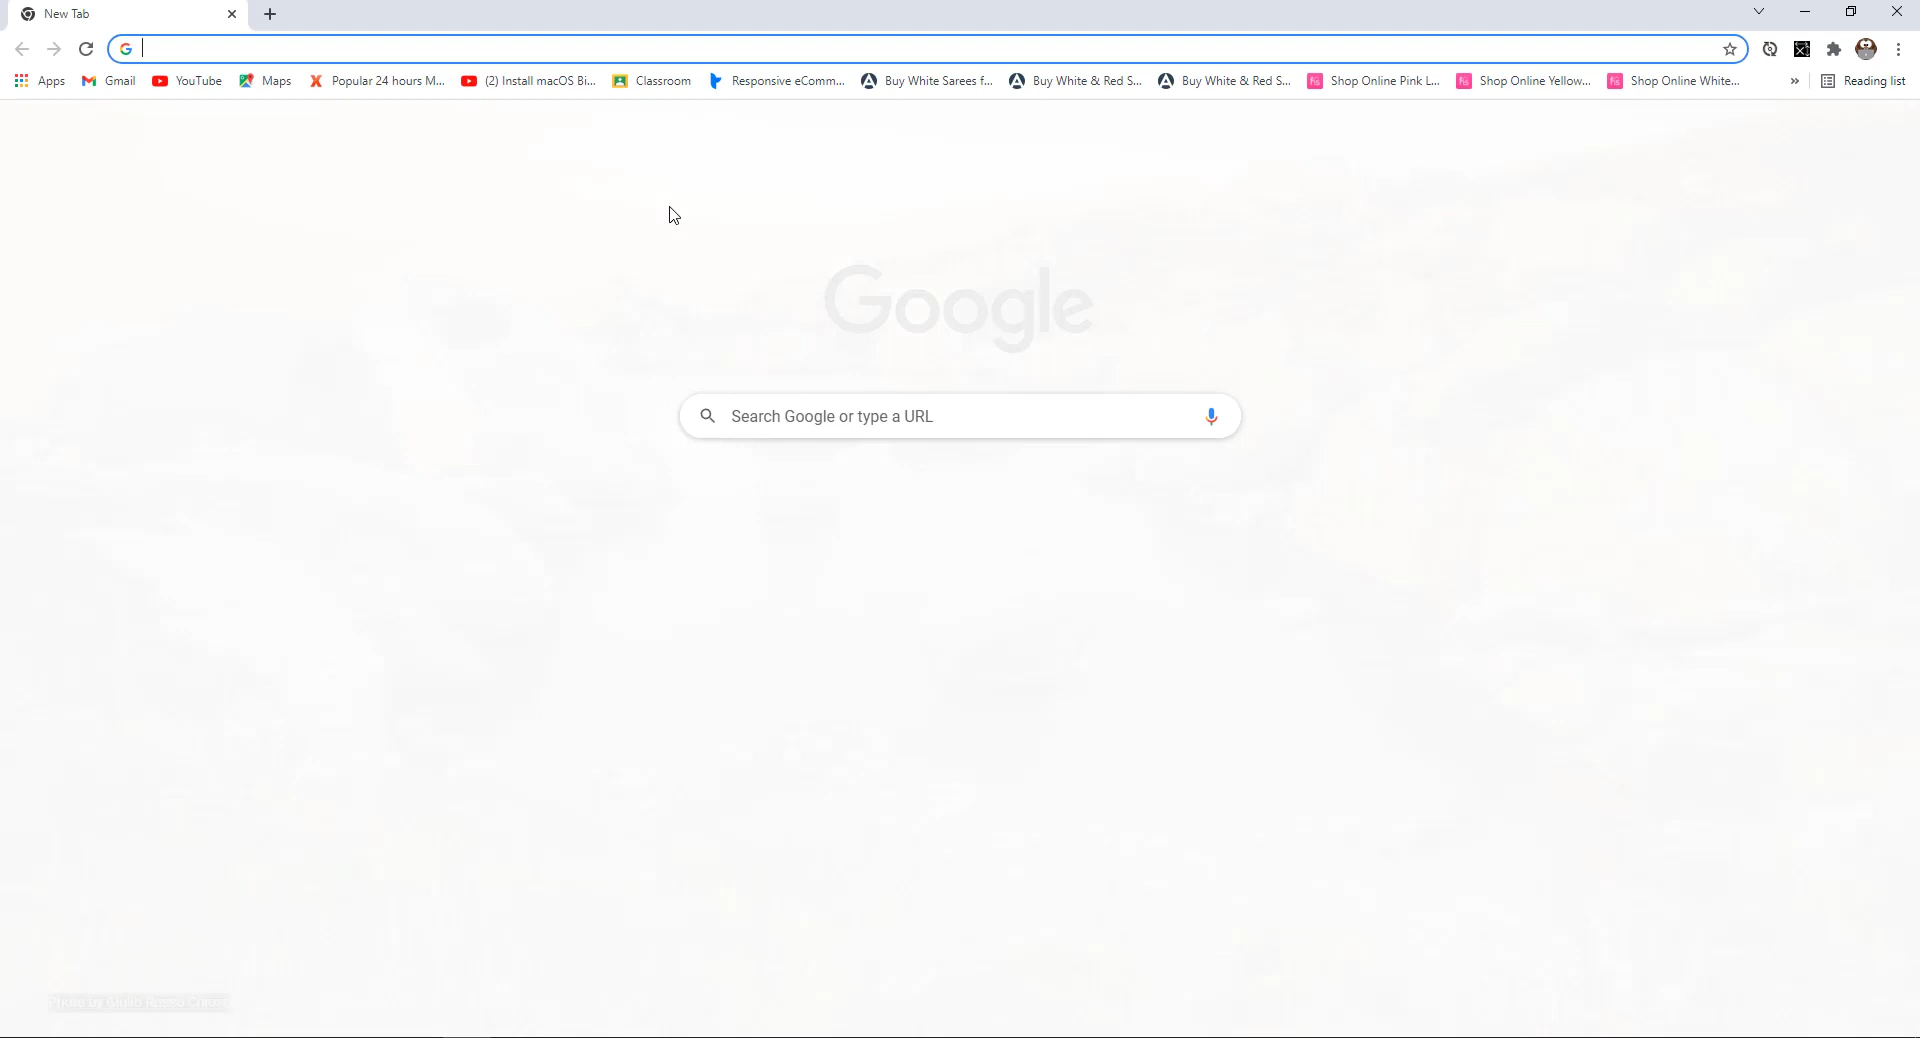 New Tab
Apps Gmail YouTube Maps Popular 24 hours M... (2) Install macOS Bi... Classroom Responsive eComm... Buy White Sarees f... Buy White & Red S... Buy White & Red S... Shop Online Pink L... Shop Online Yellow... Shop Online White... » Reading list
Google
Search Google or type a URL
Photo by